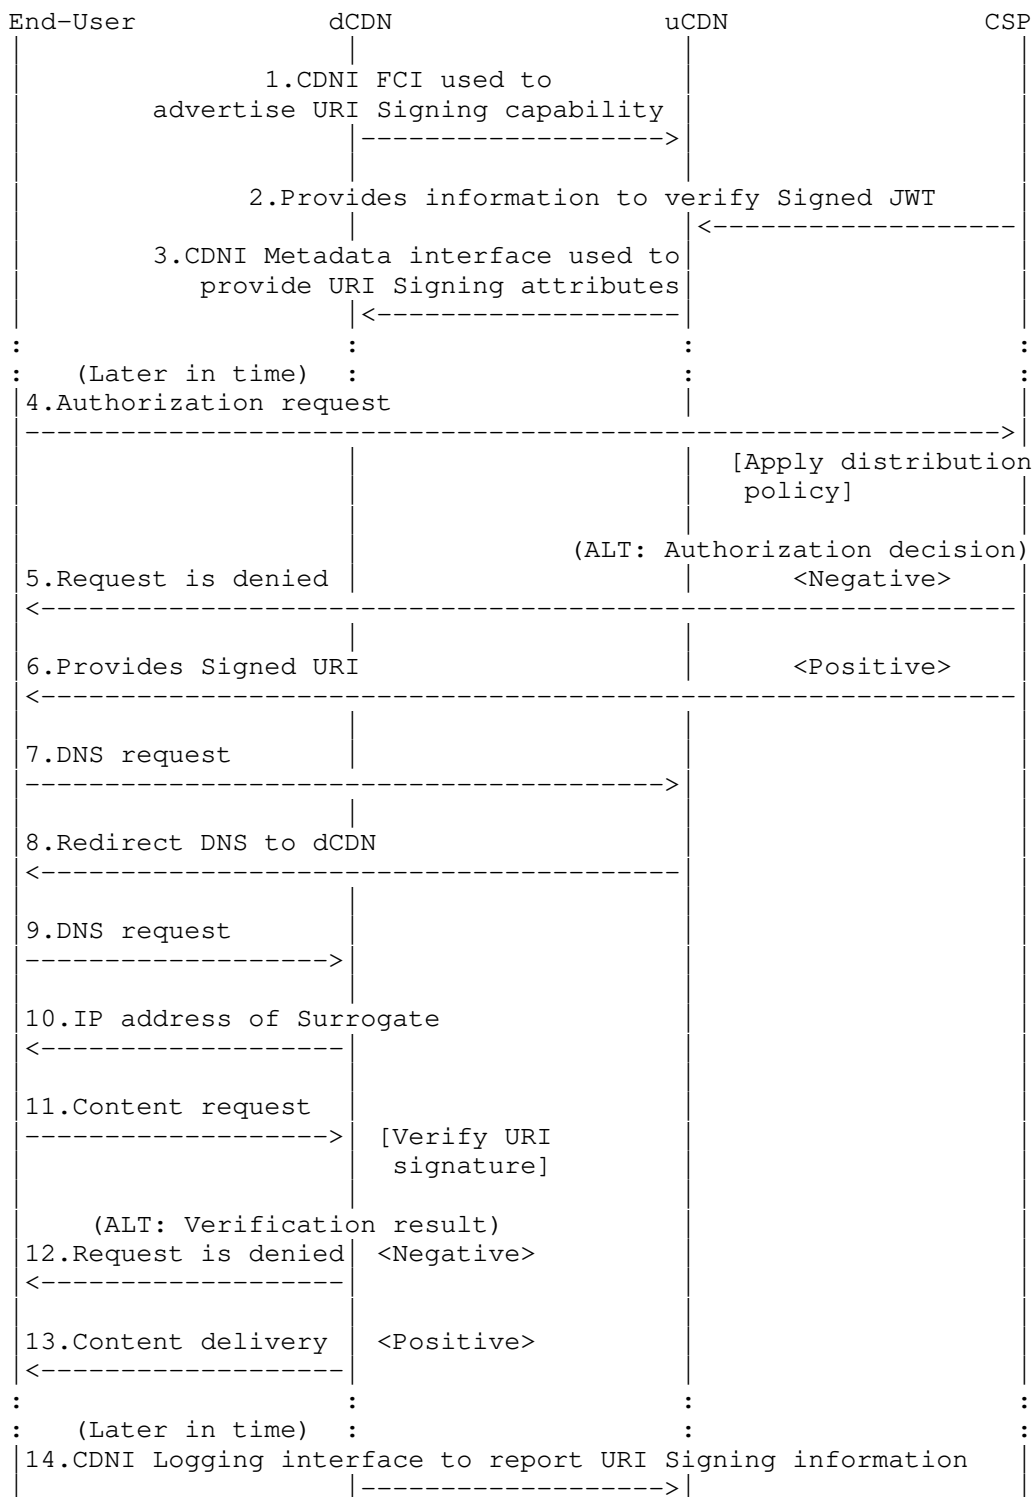 End-User dCDN uCDN CSP
1.CDNI FCI used to
advertise URI Signing capability
2.Provides information to verify Signed JWT
3.CDNI Metadata interface used to
provide URI Signing attributes
(Later in time)
4.Authorization request
[Apply distribution
policy]
(ALT: Authorization decision)
5.Request is denied <Negative>
6.Provides Signed URI <Positive>
7.DNS request
8.Redirect DNS to dCDN
9.DNS request
10.IP address of Surrogate
11.Content request
[Verify URI
signature]
(ALT: Verification result)
12.Request is denied <Negative>
13.Content delivery <Positive>
(Later in time)
14.CDNI Logging interface to report URI Signing information